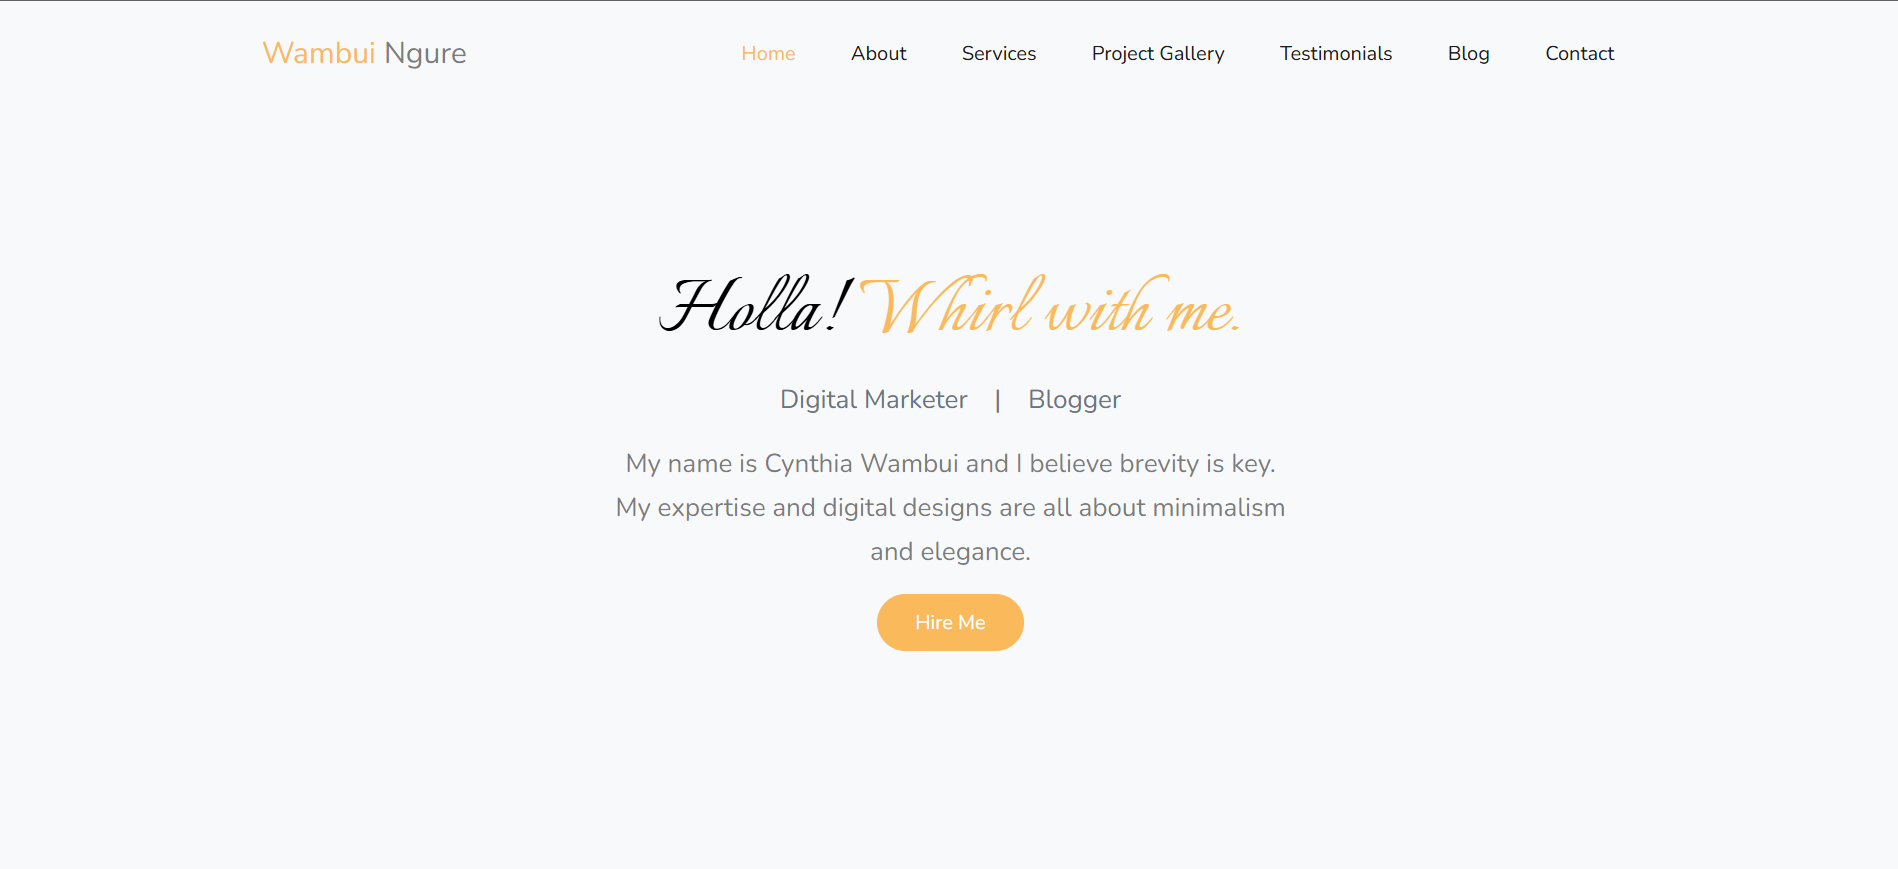 Wambui Ngure
Home About Services Project Gallery Testimonials Blog Contact
Holla! Whirl with me.
Digital Marketer | Blogger
My name is Cynthia Wambui and I believe brevity is key.
My expertise and digital designs are all about minimalism
and elegance.
Hire Me